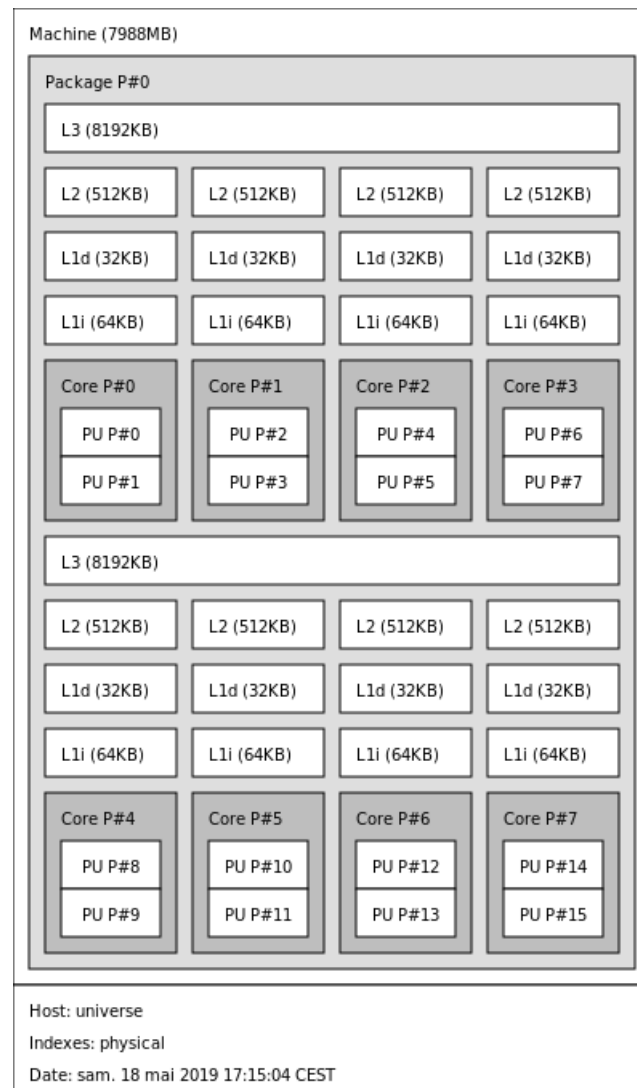 Machine (7988MB)
Package P#0
L3 (8192KB)
L2 (512KB) L2 (512KB) L2 (512KB) L2 (512KB)
L1d (32KB) L1d (32KB) L1d (32KB) L1d (32KB)
L1i (64KB) L1i (64KB) L1i (64KB) L1i (64KB)
Core P#0 Core P#1 Core P#2 Core P#3
PU P#0 PU P#2 PU P#4 PU P#6
PU P#1 PU P#3 PU P#5 PU P#7
L3 (8192KB)
L2 (512KB) L2 (512KB) L2 (512KB) L2 (512KB)
L1d (32KB) L1d (32KB) L1d (32KB) L1d (32KB)
L1i (64KB) L1i (64KB) L1i (64KB) L1i (64KB)
Core P#4 Core P#5 Core P#6 Core P#7
PU P#8 PU P#10 PU P#12 PU P#14
PU P#9 PU P#11 PU P#13 PU P#15
Host: universe
Indexes: physical
Date: sam. 18 mai 2019 17:15:04 CEST